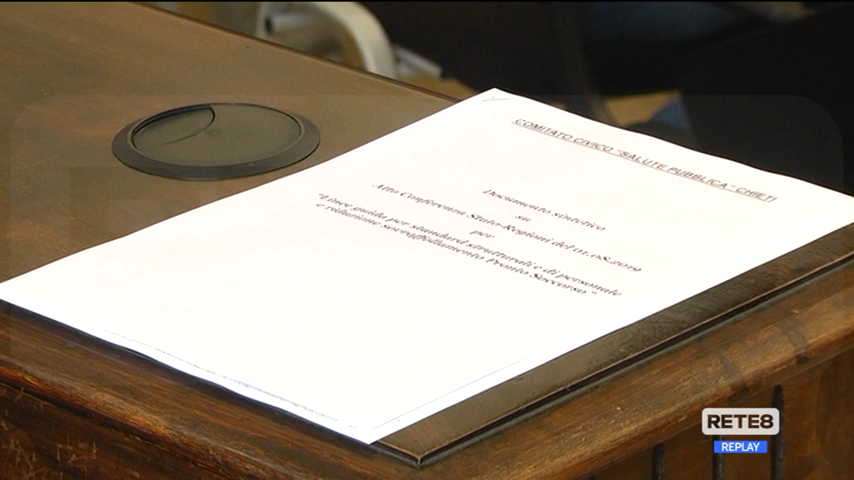 COMITATO CIVICO "SALUTE PUBBLICA" CHIETI
Documento sintetico
su
Atto Conferenza Stato-Regioni del 01.08.2019
per
"Linee guida per standard strutturali e di personale
e riduzione sovraffollamento Pronto Soccorso"
RETE8
REPLAY